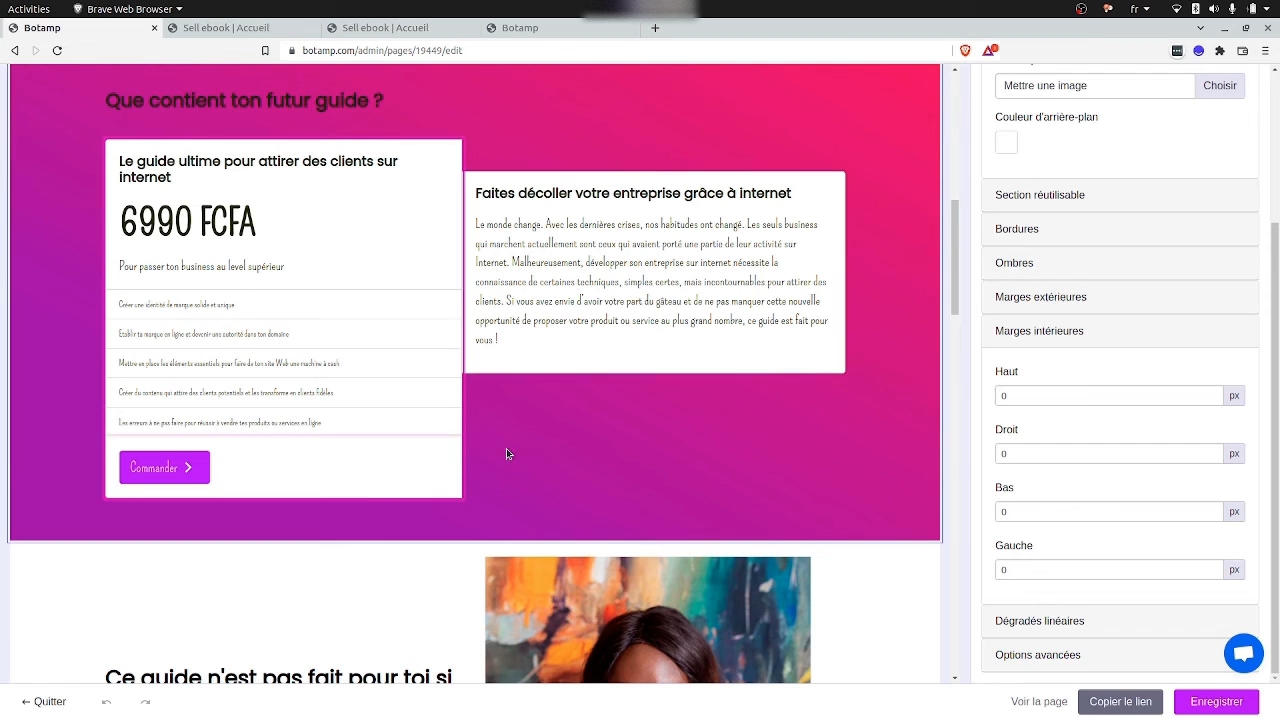 Activities
Brave Web Browser
fr
Botamp
Sell ebook | Accueil
Sell ebook | Accueil
Botamp
botamp.com/admin/pages/19449/edit
Que contient ton futur guide ?
Le guide ultime pour attirer des clients sur
internet
6990 FCFA
Pour passer ton business au level supérieur
Créer une identité de marque solide et unique
Etablir ta marque en ligne et devenir une autorité dans ton domaine
Mettre en place les éléments essentiels pour faire de ton site Web une machine à cash
Créer du contenu qui attire des clients potentiels et les transforme en clients fidèles
Les erreurs à ne pas faire pour réussir à vendre tes produits ou services en ligne
Commander
Faites décoller votre entreprise grâce à internet
Le monde change. Avec les dernières crises, nos habitudes ont changé. Les seuls business
qui marchent actuellement sont ceux qui avaient porté une partie de leur activité sur
Internet. Malheureusement, développer son entreprise sur internet nécessite la
connaissance de certaines techniques, simples certes, mais incontournables pour attirer des
clients. Si vous avez envie d'avoir votre part du gâteau et de ne pas manquer cette nouvelle
opportunité de proposer votre produit ou service au plus grand nombre, ce guide est fait pour
vous !
Ce guide n'est pas fait pour toi si
Mettre une image
Choisir
Couleur d'arrière-plan
Section réutilisable
Bordures
Ombres
Marges extérieures
Marges intérieures
Haut
0 px
Droit
0 px
Bas
0 px
Gauche
0 px
Dégradés linéaires
Options avancées
← Quitter
Voir la page
Copier le lien
Enregistrer